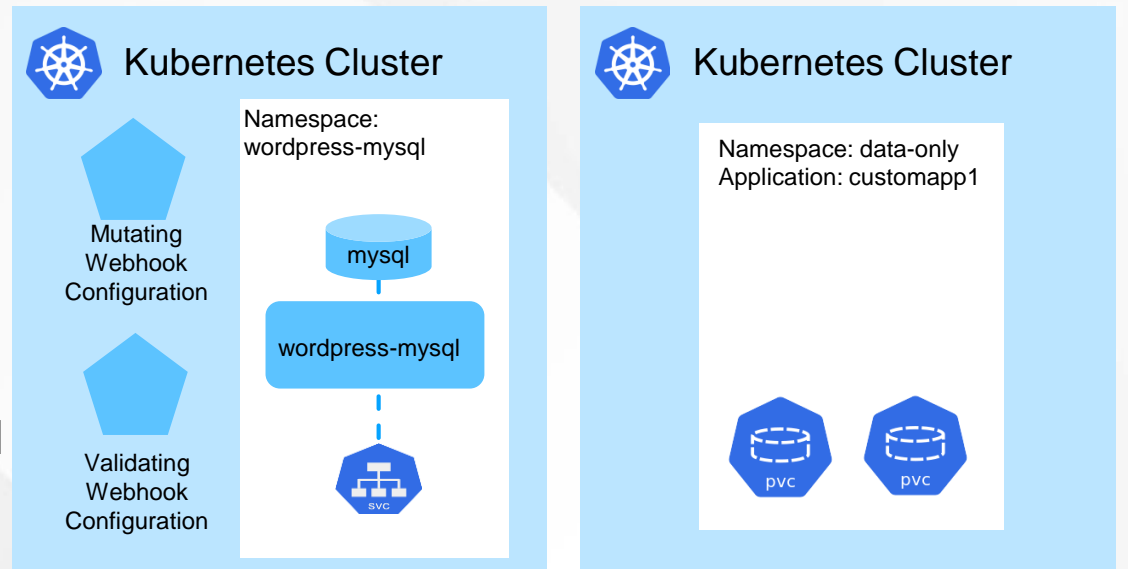 Kubernetes Cluster
Namespace:
wordpress-mysql
Mutating
Webhook
Configuration
mysql
wordpress-mysql
Validating
Webhook
Configuration
svc
Kubernetes Cluster
Namespace: data-only
Application: customapp1
pvc
pvc